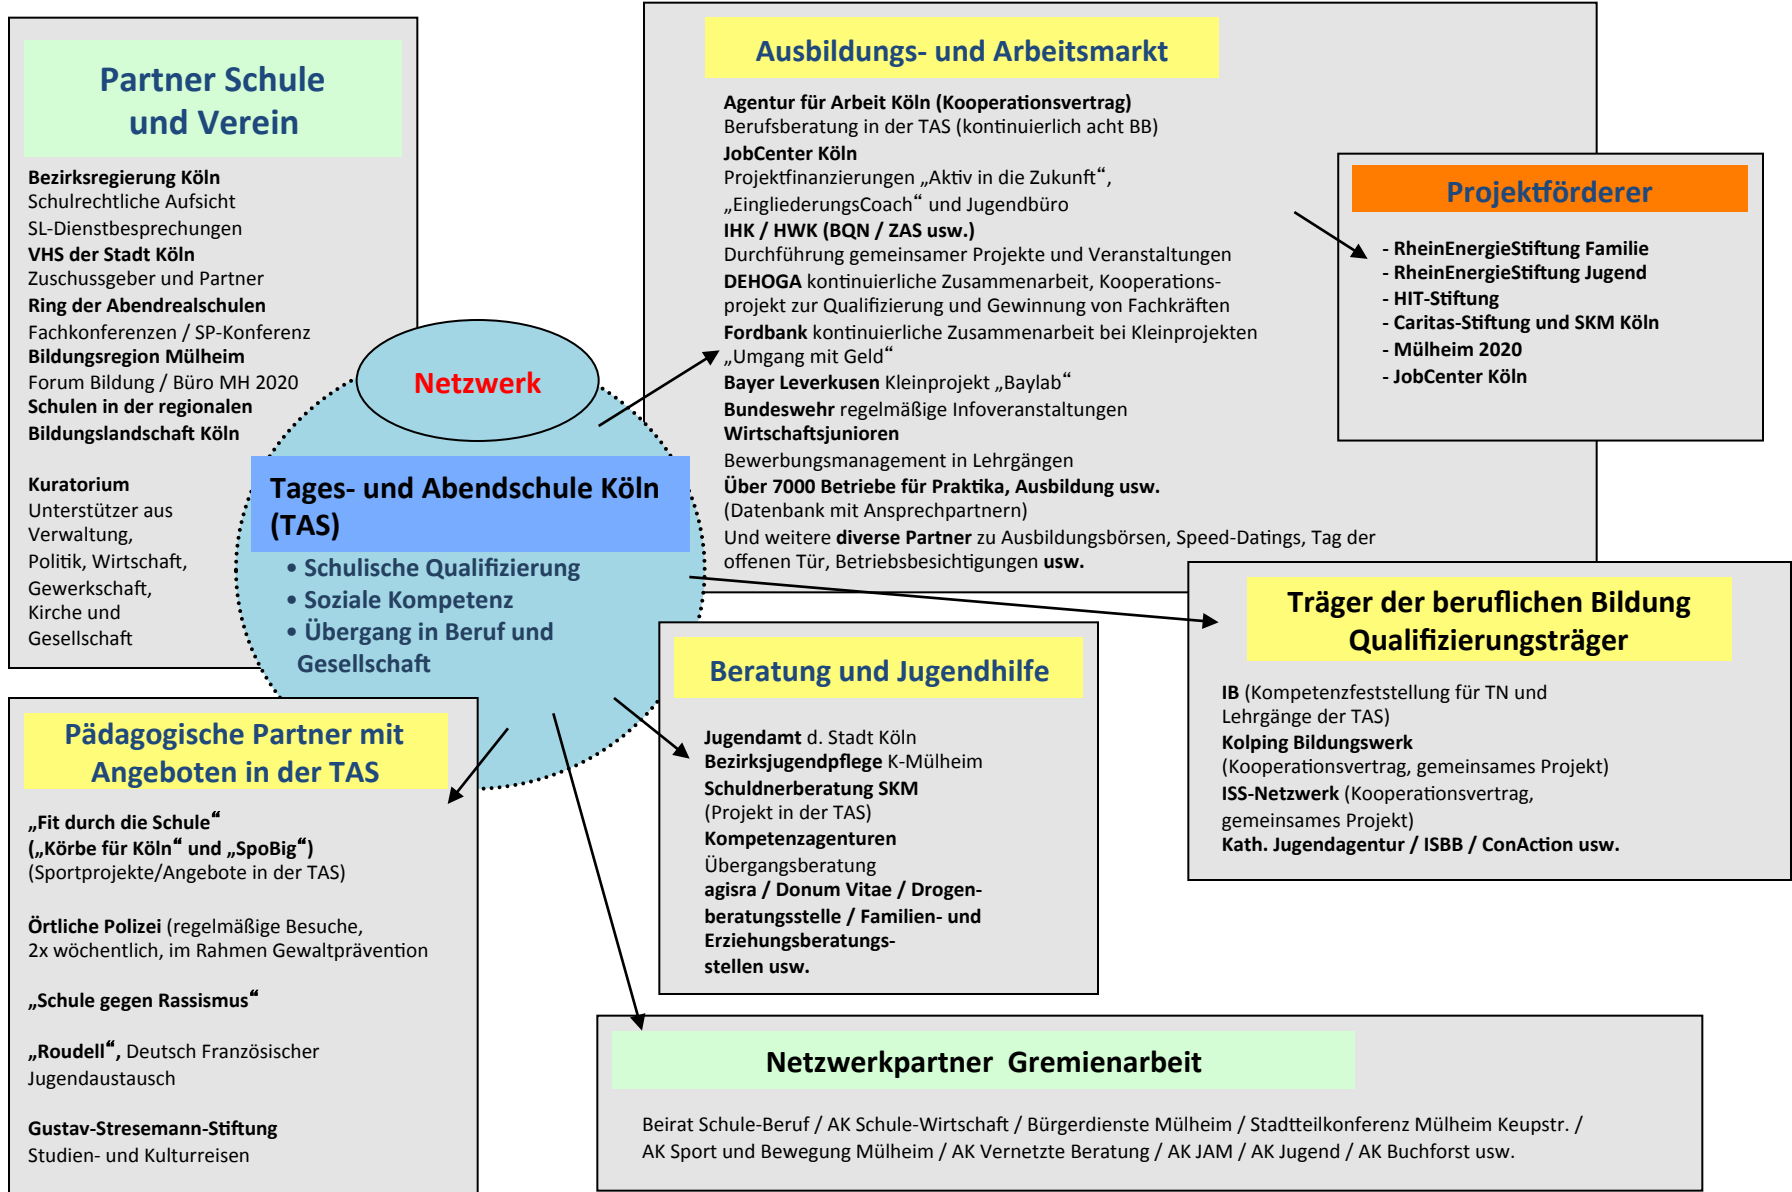 Partner Schule
und Verein
Bezirksregierung Köln
Schulrechtliche Aufsicht
SL-Dienstbesprechungen
VHS der Stadt Köln
Zuschussgeber und Partner
Ring der Abendrealschulen
Fachkonferenzen / SP-Konferenz
Bildungsregion Mülheim
Forum Bildung / Büro MH 2020
Schulen in der regionalen
Bildungslandschaft Köln
Kuratorium
Unterstützer aus
Verwaltung,
Politik, Wirtschaft,
Gewerkschaft,
Kirche und
Gesellschaft
Ausbildungs- und Arbeitsmarkt
Agentur für Arbeit Köln (Kooperationsvertrag)
Berufsberatung in der TAS (kontinuierlich acht BB)
JobCenter Köln
Projektfinanzierungen „Aktiv in die Zukunft“,
„EingliederungsCoach“ und Jugendbüro
IHK / HWK (BQN / ZAS usw.)
Durchführung gemeinsamer Projekte und Veranstaltungen
DEHOGA kontinuierliche Zusammenarbeit, Kooperations-
projekt zur Qualifizierung und Gewinnung von Fachkräften
Fordbank kontinuierliche Zusammenarbeit bei Kleinprojekten
„Umgang mit Geld“
Bayer Leverkusen Kleinprojekt „Baylab“
Bundeswehr regelmäßige Infoveranstaltungen
Wirtschaftsjunioren
Bewerbungsmanagement in Lehrgängen
Über 7000 Betriebe für Praktika, Ausbildung usw.
(Datenbank mit Ansprechpartnern)
Und weitere diverse Partner zu Ausbildungsbörsen, Speed-Datings, Tag der
offenen Tür, Betriebsbesichtigungen usw.
Projektförderer
- RheinEnergieStiftung Familie
- RheinEnergieStiftung Jugend
- HIT-Stiftung
- Caritas-Stiftung und SKM Köln
- Mülheim 2020
- JobCenter Köln
Netzwerk
Tages- und Abendschule Köln
(TAS)
• Schulische Qualifizierung
• Soziale Kompetenz
• Übergang in Beruf und
Gesellschaft
Träger der beruflichen Bildung
Qualifizierungsträger
IB (Kompetenzfeststellung für TN und
Lehrgänge der TAS)
Kolping Bildungswerk
(Kooperationsvertrag, gemeinsames Projekt)
ISS-Netzwerk (Kooperationsvertrag,
gemeinsames Projekt)
Kath. Jugendagentur / ISBB / ConAction usw.
Beratung und Jugendhilfe
Jugendamt d. Stadt Köln
Bezirksjugendpflege K-Mülheim
Schuldnerberatung SKM
(Projekt in der TAS)
Kompetenzagenturen
Übergangsberatung
agisra / Donum Vitae / Drogen-
beratungsstelle / Familien- und
Erziehungsberatungs-
stellen usw.
Pädagogische Partner mit
Angeboten in der TAS
„Fit durch die Schule“
(„Körbe für Köln“ und „SpoBig“)
(Sportprojekte/Angebote in der TAS)
Örtliche Polizei (regelmäßige Besuche,
2x wöchentlich, im Rahmen Gewaltprävention
„Schule gegen Rassismus“
„Roudell“, Deutsch Französischer
Jugendaustausch
Gustav-Stresemann-Stiftung
Studien- und Kulturreisen
Netzwerkpartner Gremienarbeit
Beirat Schule-Beruf / AK Schule-Wirtschaft / Bürgerdienste Mülheim / Stadtteilkonferenz Mülheim Keupstr. /
AK Sport und Bewegung Mülheim / AK Vernetzte Beratung / AK JAM / AK Jugend / AK Buchforst usw.